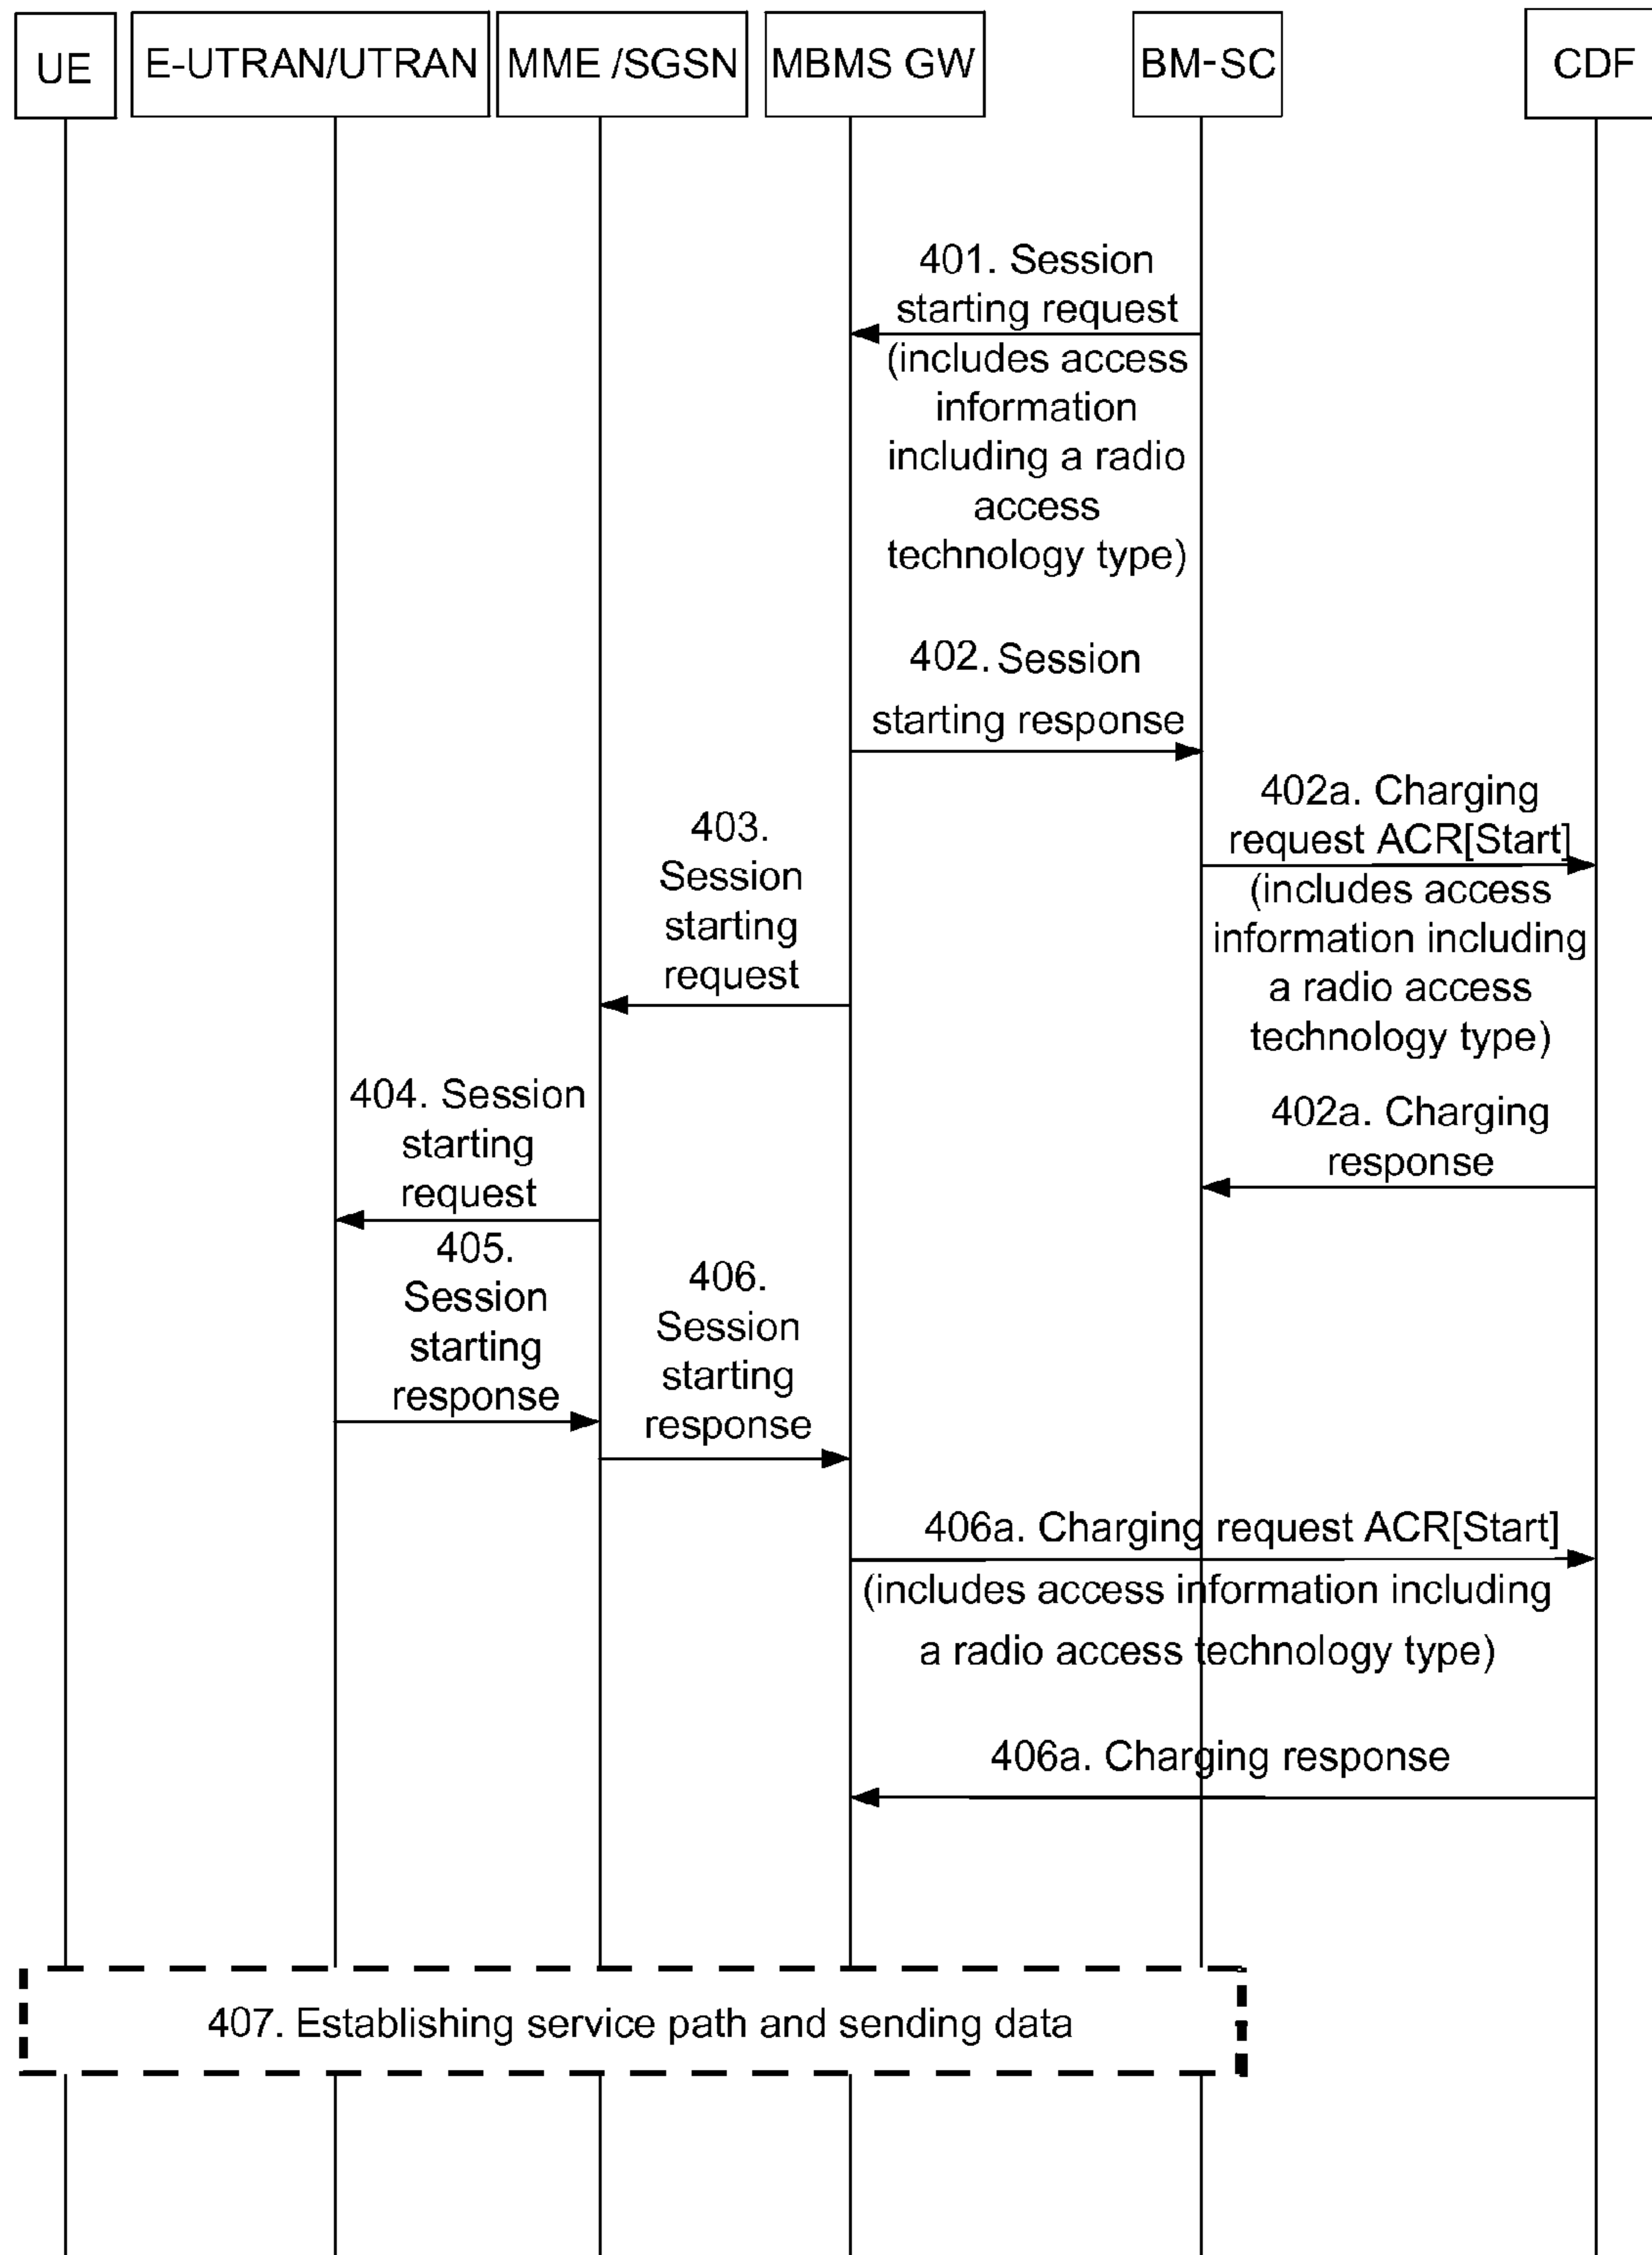 UE
E-UTRAN/UTRAN
MME /SGSN
MBMS GW
BM-SC
CDF
401. Session
starting request
(includes access
information
including a radio
access
technology type)
402. Session
starting response
402a. Charging
request ACR[Start]
(includes access
information including
a radio access
technology type)
403.
Session
starting
request
404. Session
starting
request
402a. Charging
response
405.
Session
starting
response
406.
Session
starting
response
406a. Charging request ACR[Start]
(includes access information including
a radio access technology type)
406a. Charging response
407. Establishing service path and sending data